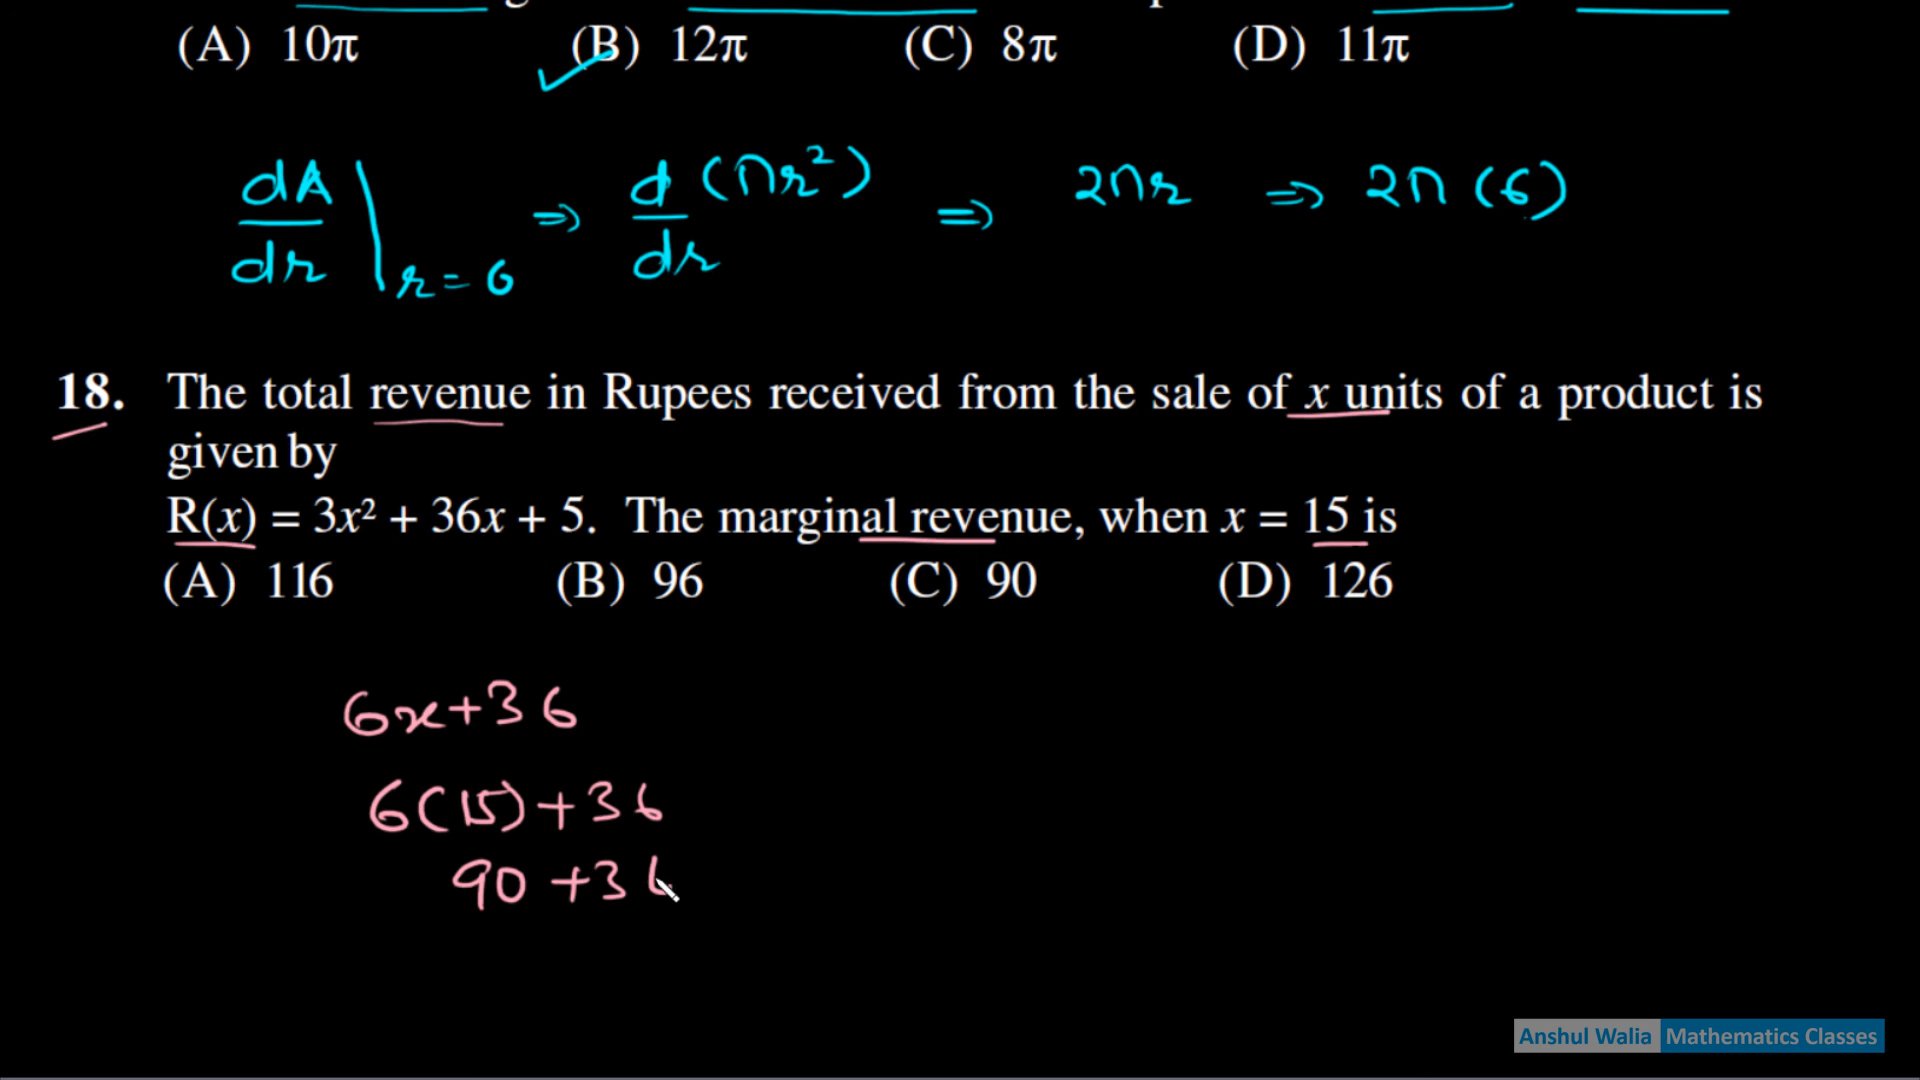 (A) 10π (B) 12π (C) 8π (D) 11π
dA/dr |r=6 ⇒ d/dr (πr²) ⇒ 2πr ⇒ 2π(6)
18. The total revenue in Rupees received from the sale of x units of a product is
given by
R(x) = 3x² + 36x + 5. The marginal revenue, when x = 15 is
(A) 116 (B) 96 (C) 90 (D) 126
6x+36
6(15)+36
90+36
Anshul Walia Mathematics Classes